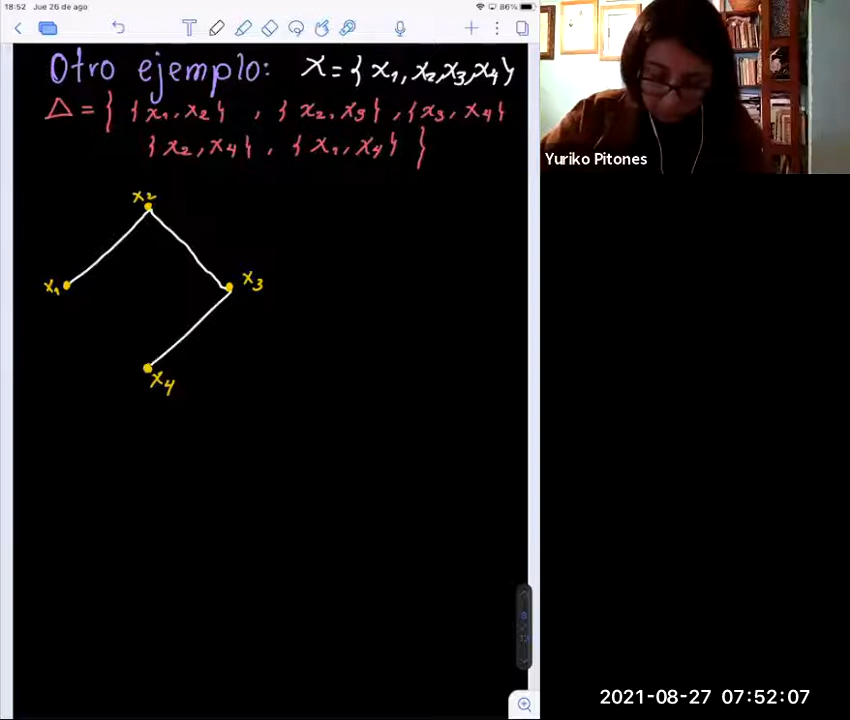 18:52 Jue 26 de ago 86%
Otro ejemplo: X = { x₁, x₂, x₃, x₄ }
Δ = { { x₁, x₂ } , { x₂, x₃ } , { x₃, x₄ }
{ x₂, x₄ } , { x₁, x₄ } }
x₂
x₁
x₃
x₄
Yuriko Pitones
2021-08-27 07:52:07